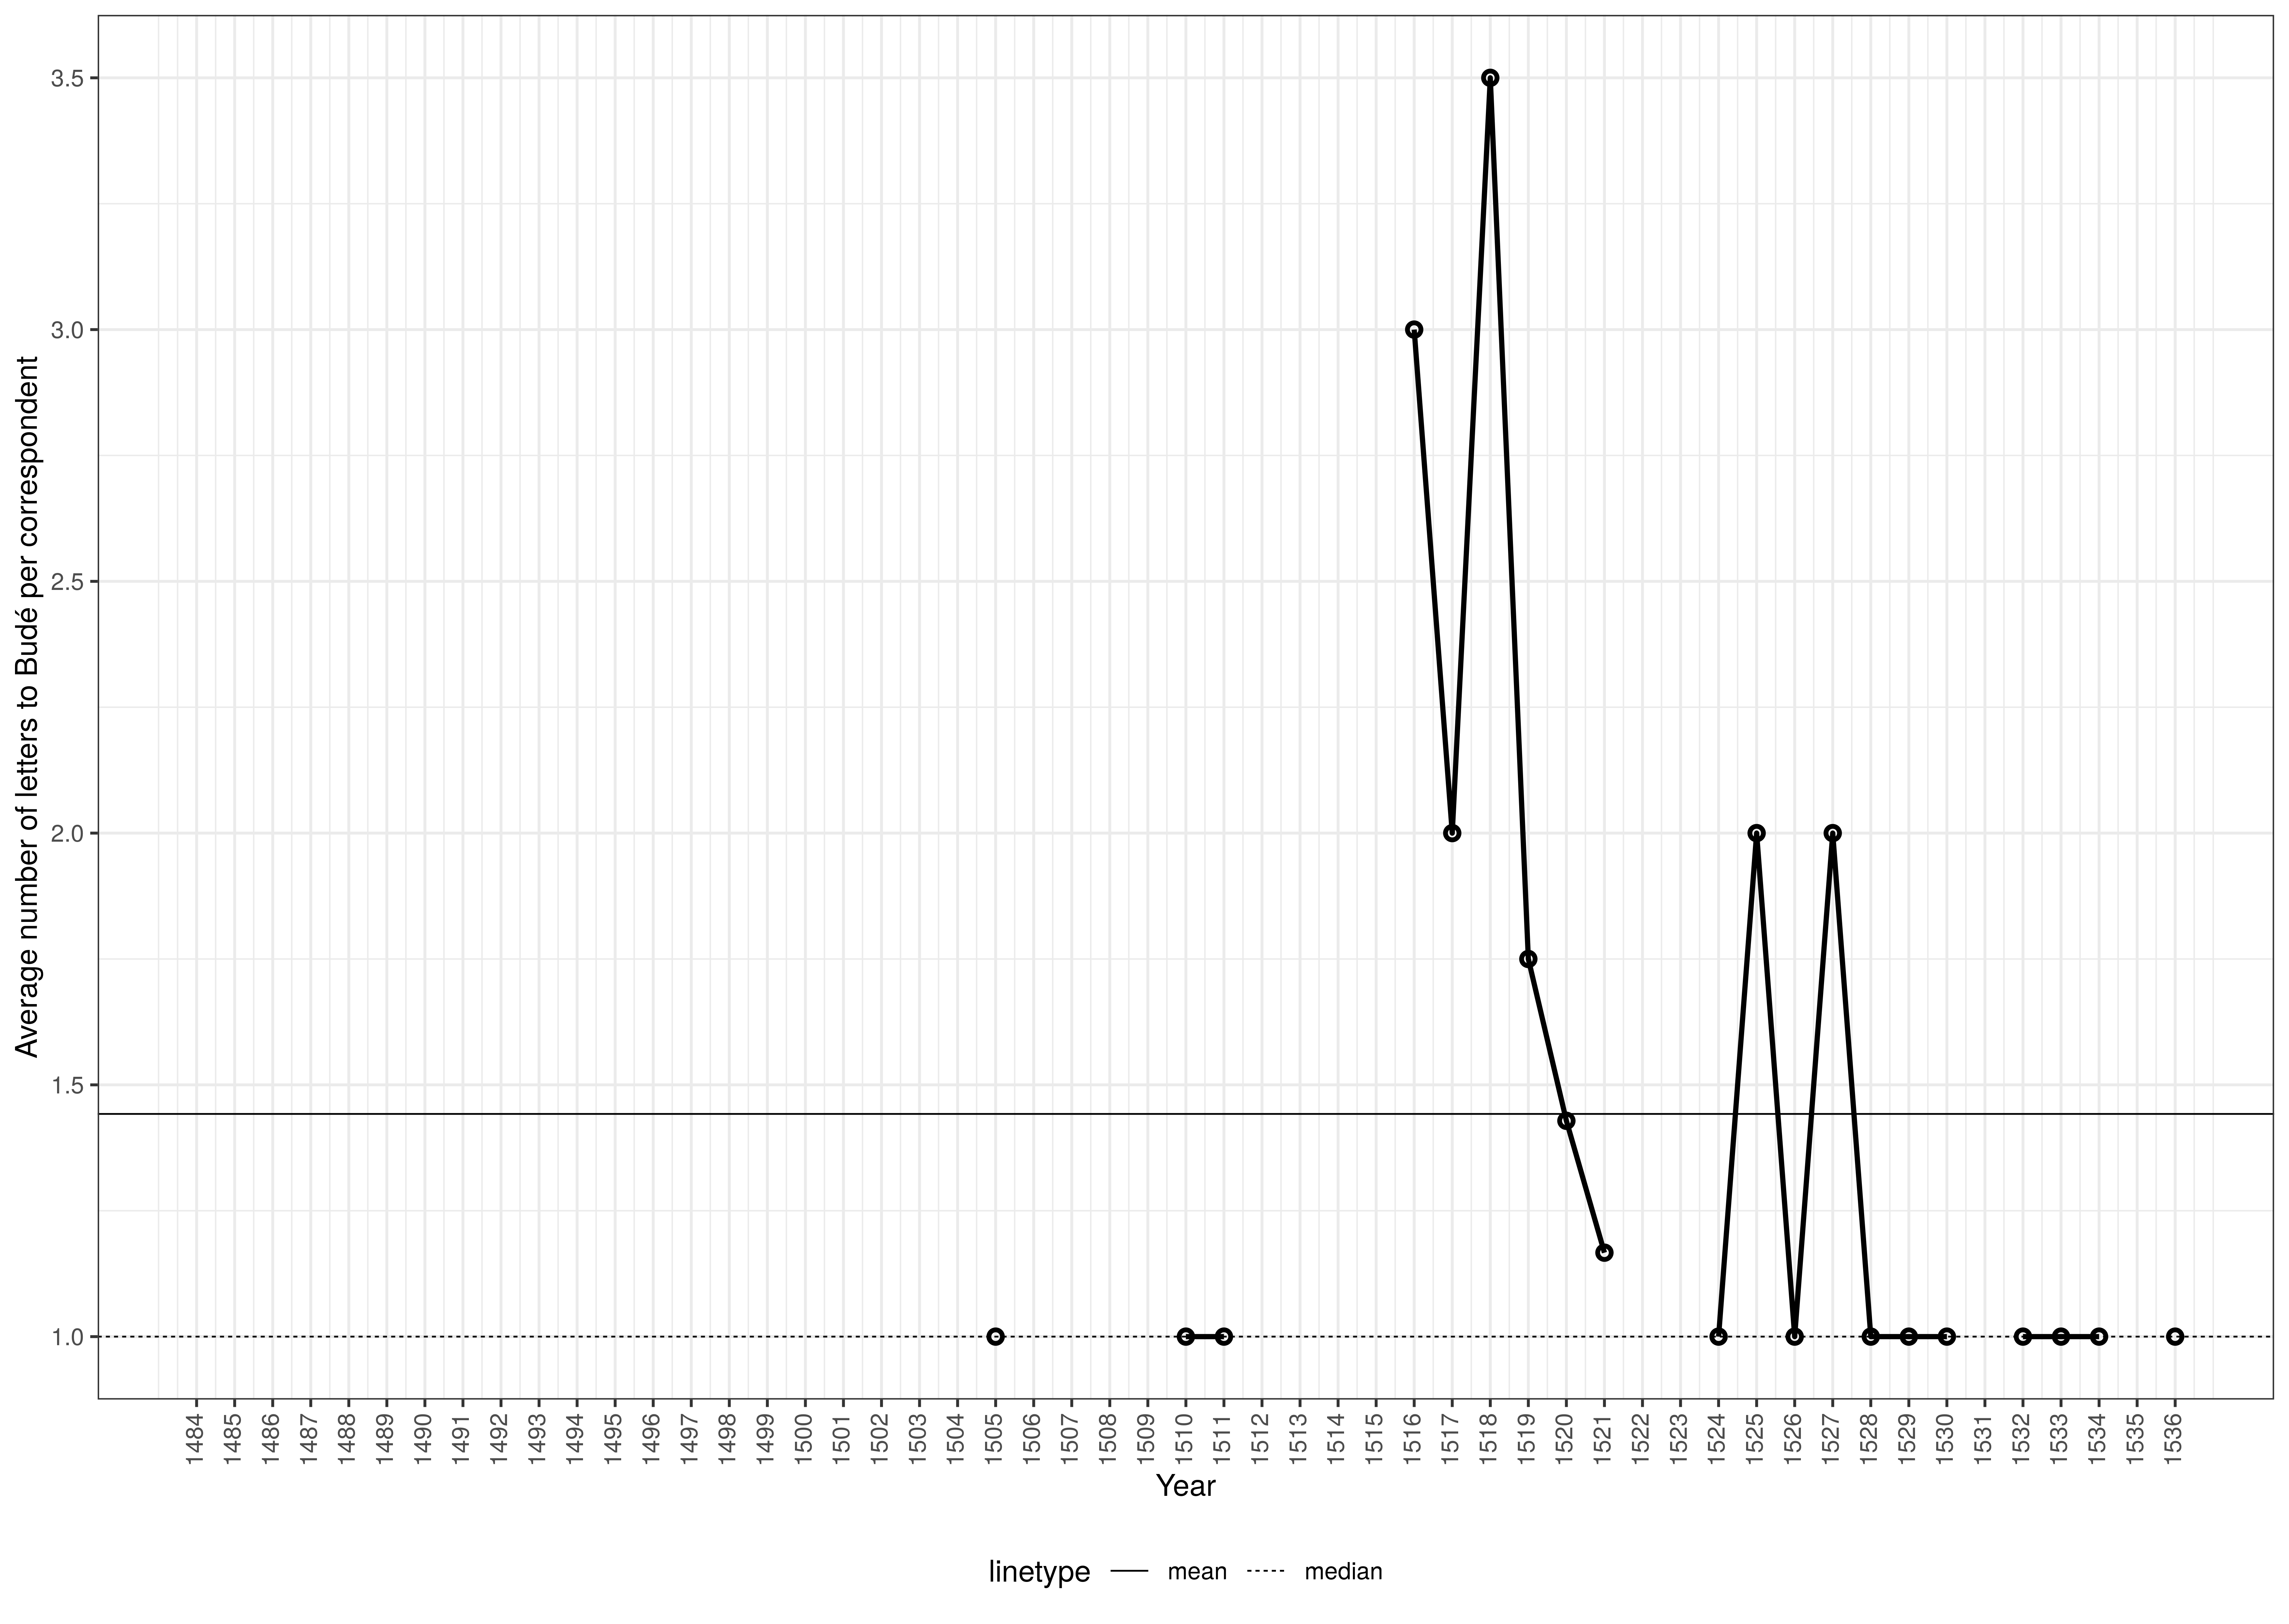 Average number of letters to Budé per correspondent
3.5
3.0
2.5
2.0
1.5
1.0
1484 1485 1486 1487 1488 1489 1490 1491 1492 1493 1494 1495 1496 1497 1498 1499 1500 1501 1502 1503 1504 1505 1506 1507 1508 1509 1510 1511 1512 1513 1514 1515 1516 1517 1518 1519 1520 1521 1522 1523 1524 1525 1526 1527 1528 1529 1530 1531 1532 1533 1534 1535 1536
Year
linetype mean median